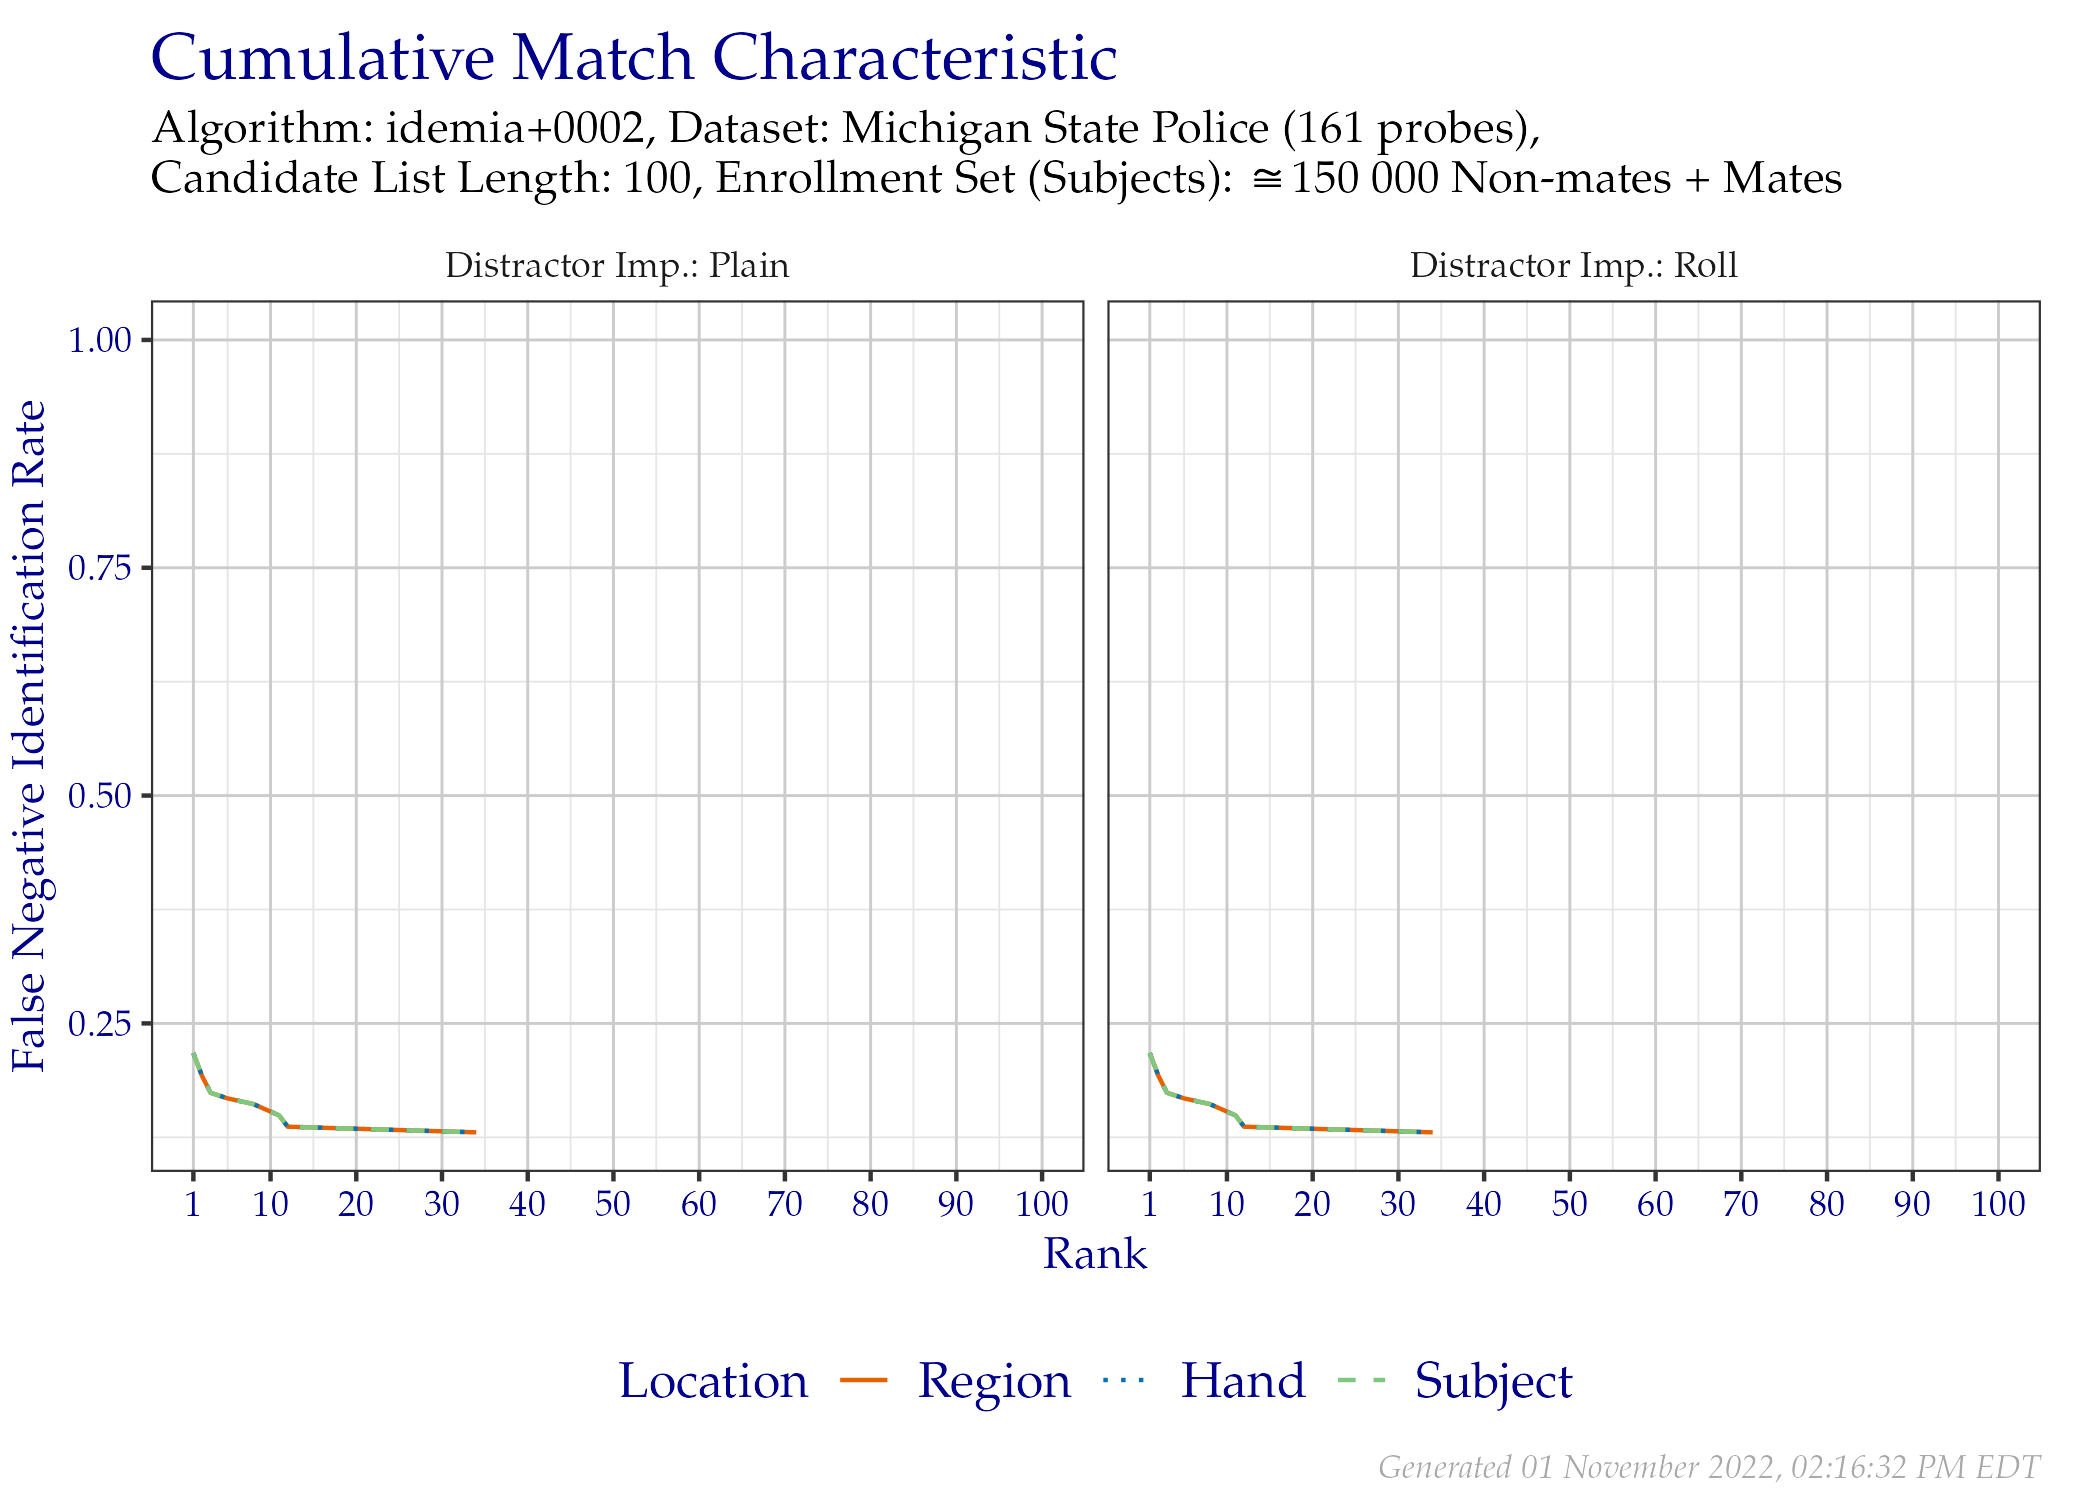 Cumulative Match Characteristic
Algorithm: idemia+0002, Dataset: Michigan State Police (161 probes),
Candidate List Length: 100, Enrollment Set (Subjects): ≅150 000 Non-mates + Mates
Distractor Imp.: Plain
Distractor Imp.: Roll
False Negative Identification Rate
1.00
0.75
0.50
0.25
1 10 20 30 40 50 60 70 80 90 100
1 10 20 30 40 50 60 70 80 90 100
Rank
Location Region Hand Subject
Generated 01 November 2022, 02:16:32 PM EDT